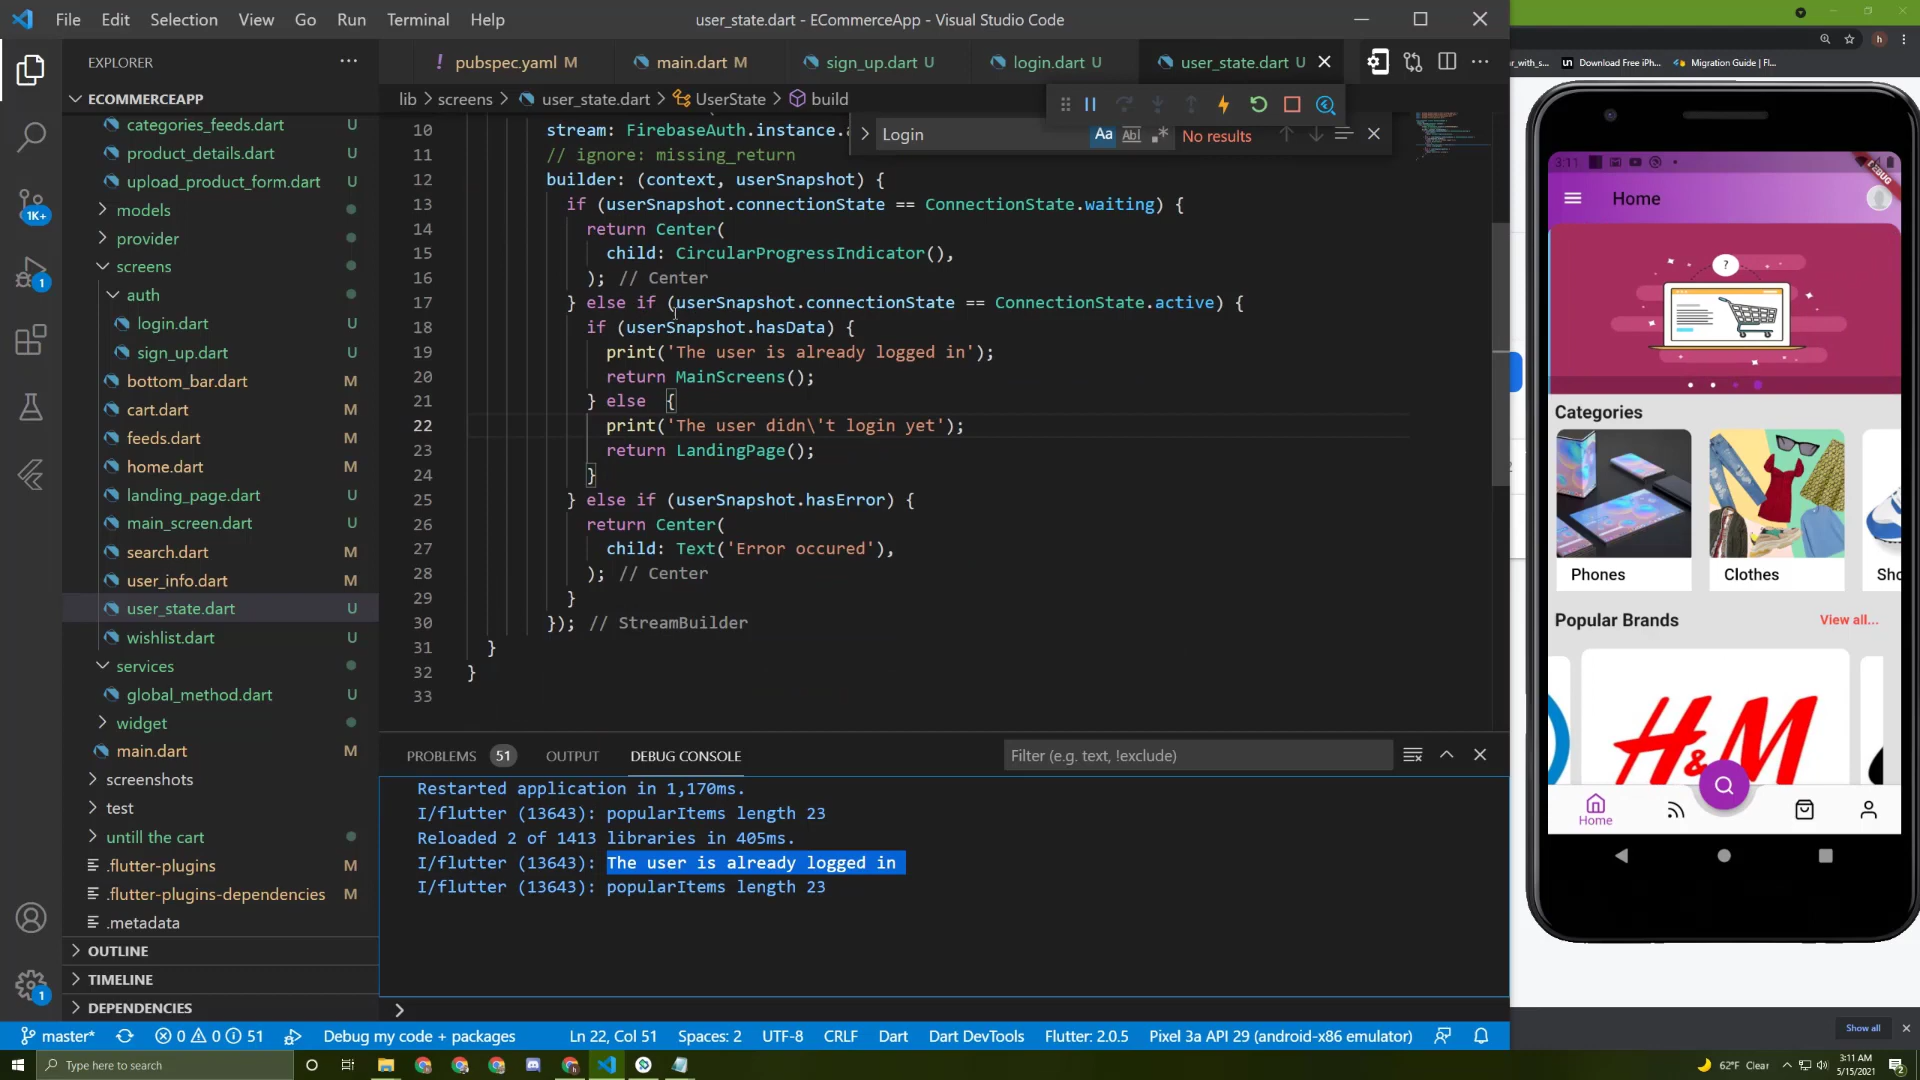 File Edit Selection View Go Run Terminal Help
user_state.dart - ECommerceApp - Visual Studio Code
EXPLORER
ECOMMERCEAPP
categories_feeds.dart U
product_details.dart U
upload_product_form.dart U
models
provider
screens
auth
login.dart U
sign_up.dart U
bottom_bar.dart M
cart.dart M
feeds.dart M
home.dart M
landing_page.dart U
main_screen.dart U
search.dart M
user_info.dart M
user_state.dart U
wishlist.dart U
services
global_method.dart U
widget
main.dart M
screenshots
test
untill the cart
.flutter-plugins M
.flutter-plugins-dependencies M
.metadata
OUTLINE
TIMELINE
DEPENDENCIES
1K+
1
1
! pubspec.yaml M
main.dart M
sign_up.dart U
login.dart U
user_state.dart U
lib > screens > user_state.dart > UserState > build
Login
Aa Abl .*
No results
10 stream: FirebaseAuth.instance.a
11 // ignore: missing_return
12 builder: (context, userSnapshot) {
13 if (userSnapshot.connectionState == ConnectionState.waiting) {
14 return Center(
15 child: CircularProgressIndicator(),
16 ); // Center
17 } else if (userSnapshot.connectionState == ConnectionState.active) {
18 if (userSnapshot.hasData) {
19 print('The user is already logged in');
20 return MainScreens();
21 } else {
22 print('The user didn\'t login yet');
23 return LandingPage();
24 }
25 } else if (userSnapshot.hasError) {
26 return Center(
27 child: Text('Error occured'),
28 ); // Center
29 }
30 }); // StreamBuilder
31 }
32 }
33
PROBLEMS 51 OUTPUT DEBUG CONSOLE
Filter (e.g. text, !exclude)
Restarted application in 1,170ms.
I/flutter (13643): popularItems length 23
Reloaded 2 of 1413 libraries in 405ms.
I/flutter (13643): The user is already logged in
I/flutter (13643): popularItems length 23
master* 0 0 51 Debug my code + packages Ln 22, Col 51 Spaces: 2 UTF-8 CRLF Dart Dart DevTools Flutter: 2.0.5 Pixel 3a API 29 (android-x86 emulator)
Type here to search
62°F Clear
3:11 AM
5/15/2021
2
h
Download Free iPh...
Migration Guide | Fl...
3:11
DEBUG
Home
?
Categories
Phones
Clothes
Sho
Popular Brands
View all...
H&M
Home
Show all